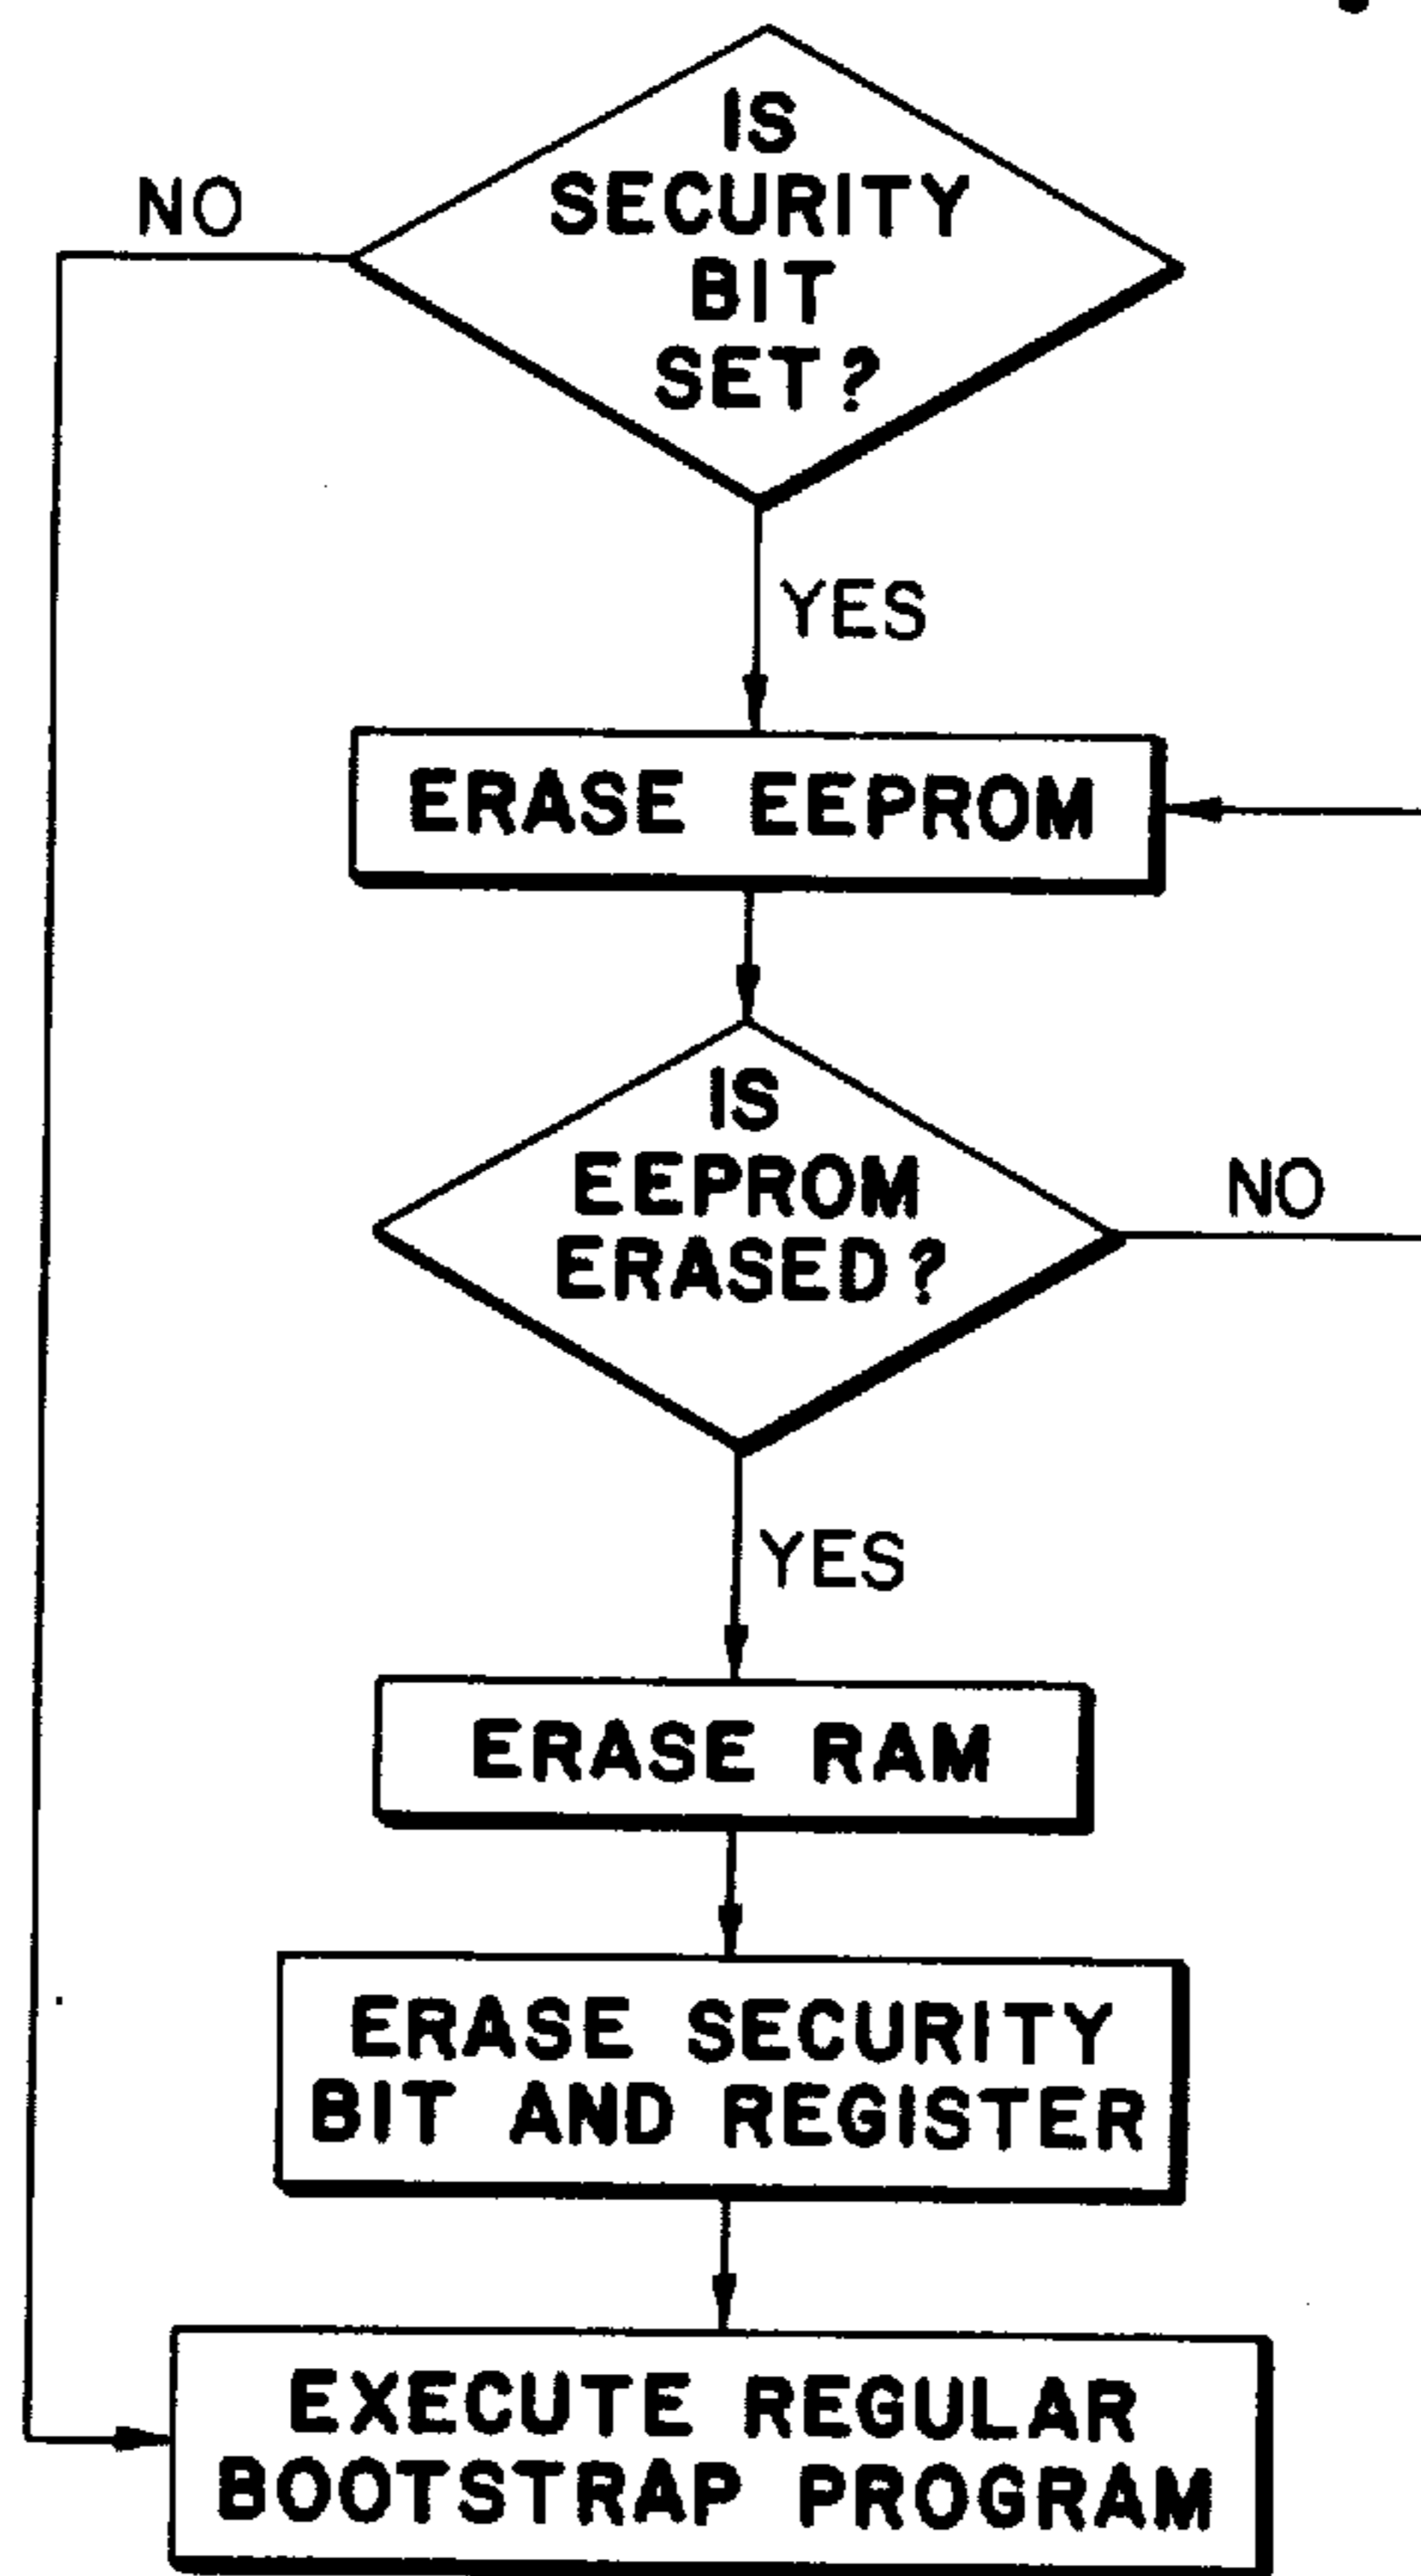 IS
SECURITY
BIT
SET?
NO
YES
ERASE EEPROM
IS
EEPROM
ERASED?
NO
YES
ERASE RAM
ERASE SECURITY
BIT AND REGISTER
EXECUTE REGULAR
BOOTSTRAP PROGRAM